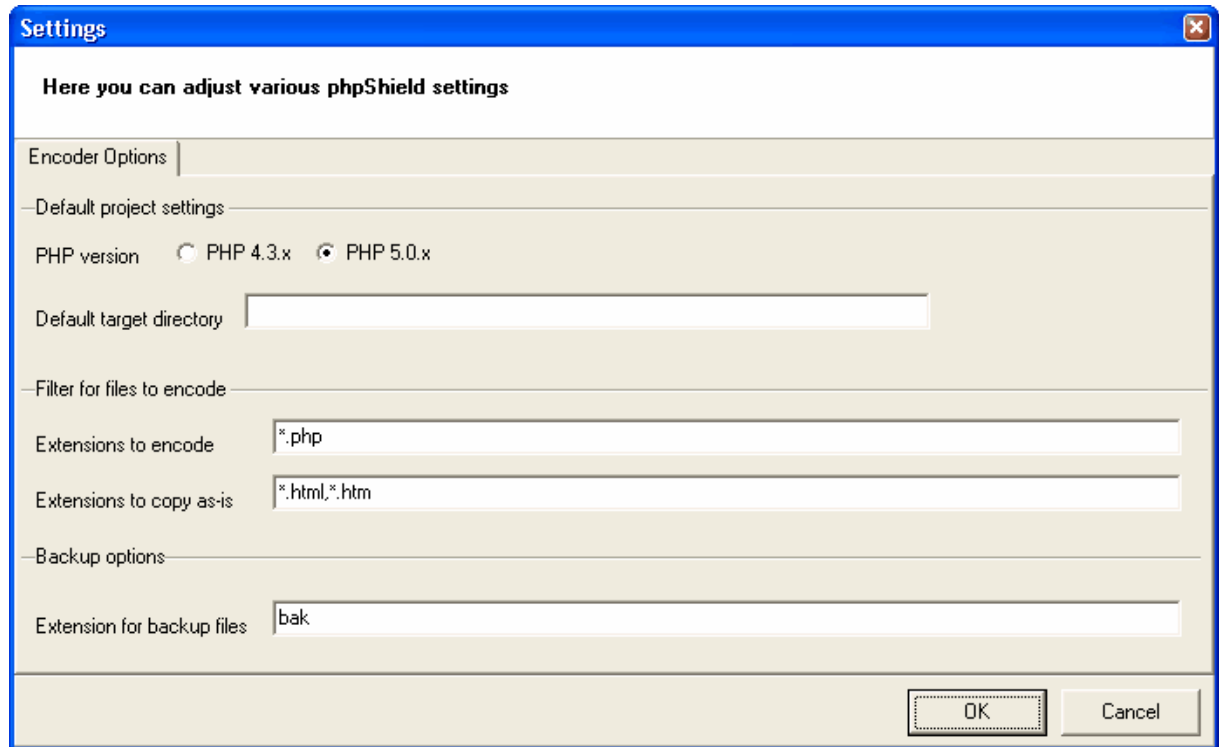 Settings
Here you can adjust various phpShield settings
Encoder Options
Default project settings
PHP version PHP 4.3.x PHP 5.0.x
Default target directory
Filter for files to encode
Extensions to encode *.php
Extensions to copy as-is *.html,*.htm
Backup options
Extension for backup files bak
OK Cancel